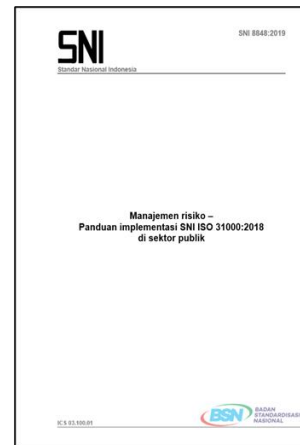 SNI 8848:2019
SNI
Standar Nasional Indonesia
Manajemen risiko –
Panduan implementasi SNI ISO 31000:2018
di sektor publik
ICS 03.100.01
BSN
BADAN
STANDARDISASI
NASIONAL